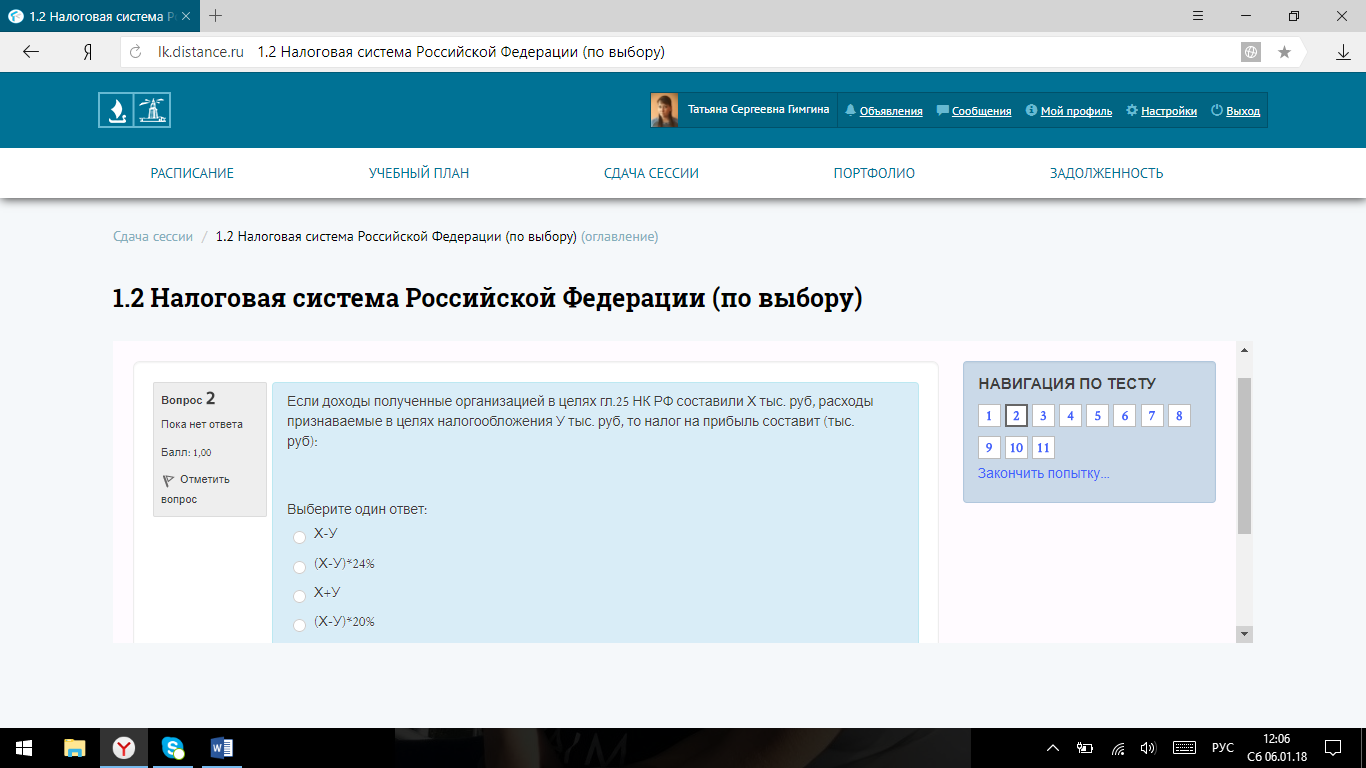 1.2 Налоговая система Р
lk.distance.ru 1.2 Налоговая система Российской Федерации (по выбору)
Татьяна Сергеевна Гимгина Объявления Сообщения Мой профиль Настройки Выход
РАСПИСАНИЕ УЧЕБНЫЙ ПЛАН СДАЧА СЕССИИ ПОРТФОЛИО ЗАДОЛЖЕННОСТЬ
Сдача сессии / 1.2 Налоговая система Российской Федерации (по выбору) (оглавление)
1.2 Налоговая система Российской Федерации (по выбору)
Вопрос 2
Пока нет ответа
Балл: 1,00
Отметить
вопрос
Если доходы полученные организацией в целях гл.25 НК РФ составили Х тыс. руб, расходы
признаваемые в целях налогообложения У тыс. руб, то налог на прибыль составит (тыс.
руб):
Выберите один ответ:
Х-У
(Х-У)*24%
Х+У
(Х-У)*20%
НАВИГАЦИЯ ПО ТЕСТУ
1 2 3 4 5 6 7 8
9 10 11
Закончить попытку...
РУС
12:06
Сб 06.01.18